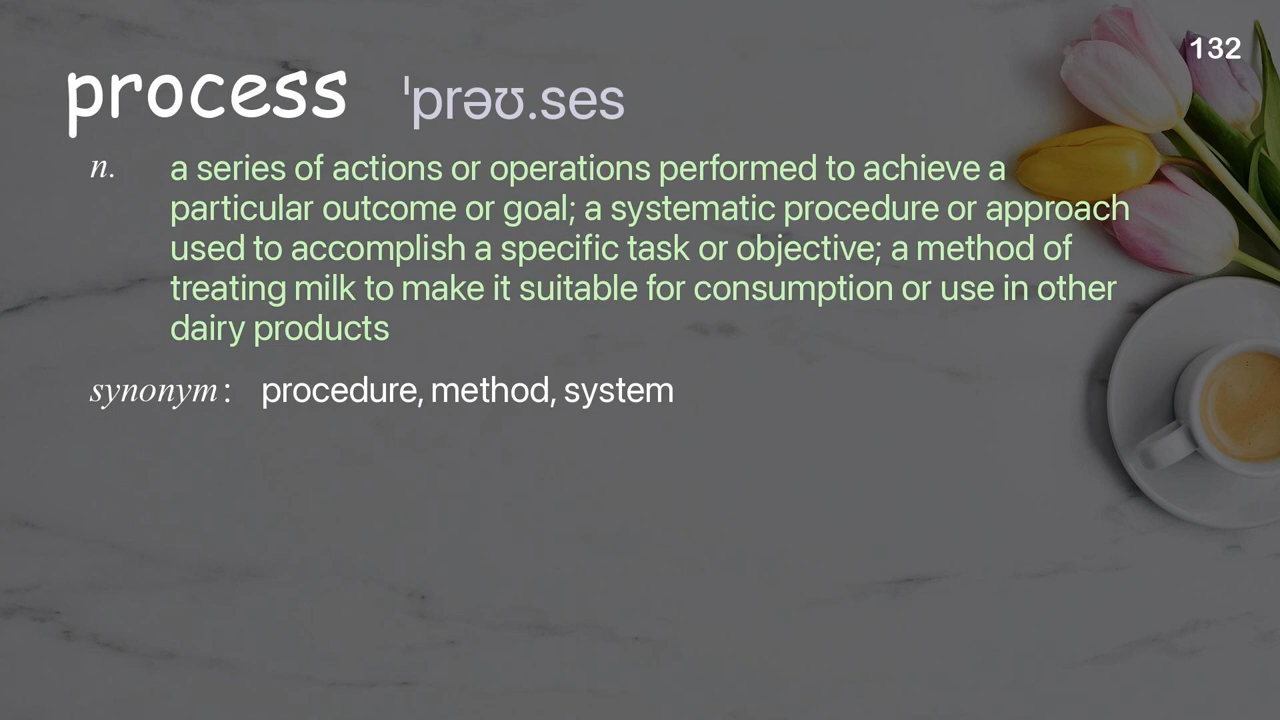 132
process ˈprəʊ.ses
n. a series of actions or operations performed to achieve a
particular outcome or goal; a systematic procedure or approach
used to accomplish a specific task or objective; a method of
treating milk to make it suitable for consumption or use in other
dairy products
synonym: procedure, method, system